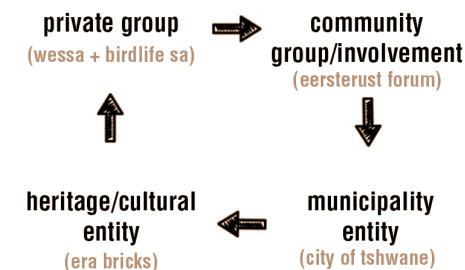 private group
(wessa + birdlife sa)
community
group/involvement
(eersterust forum)
heritage/cultural
entity
(era bricks)
municipality
entity
(city of tshwane)